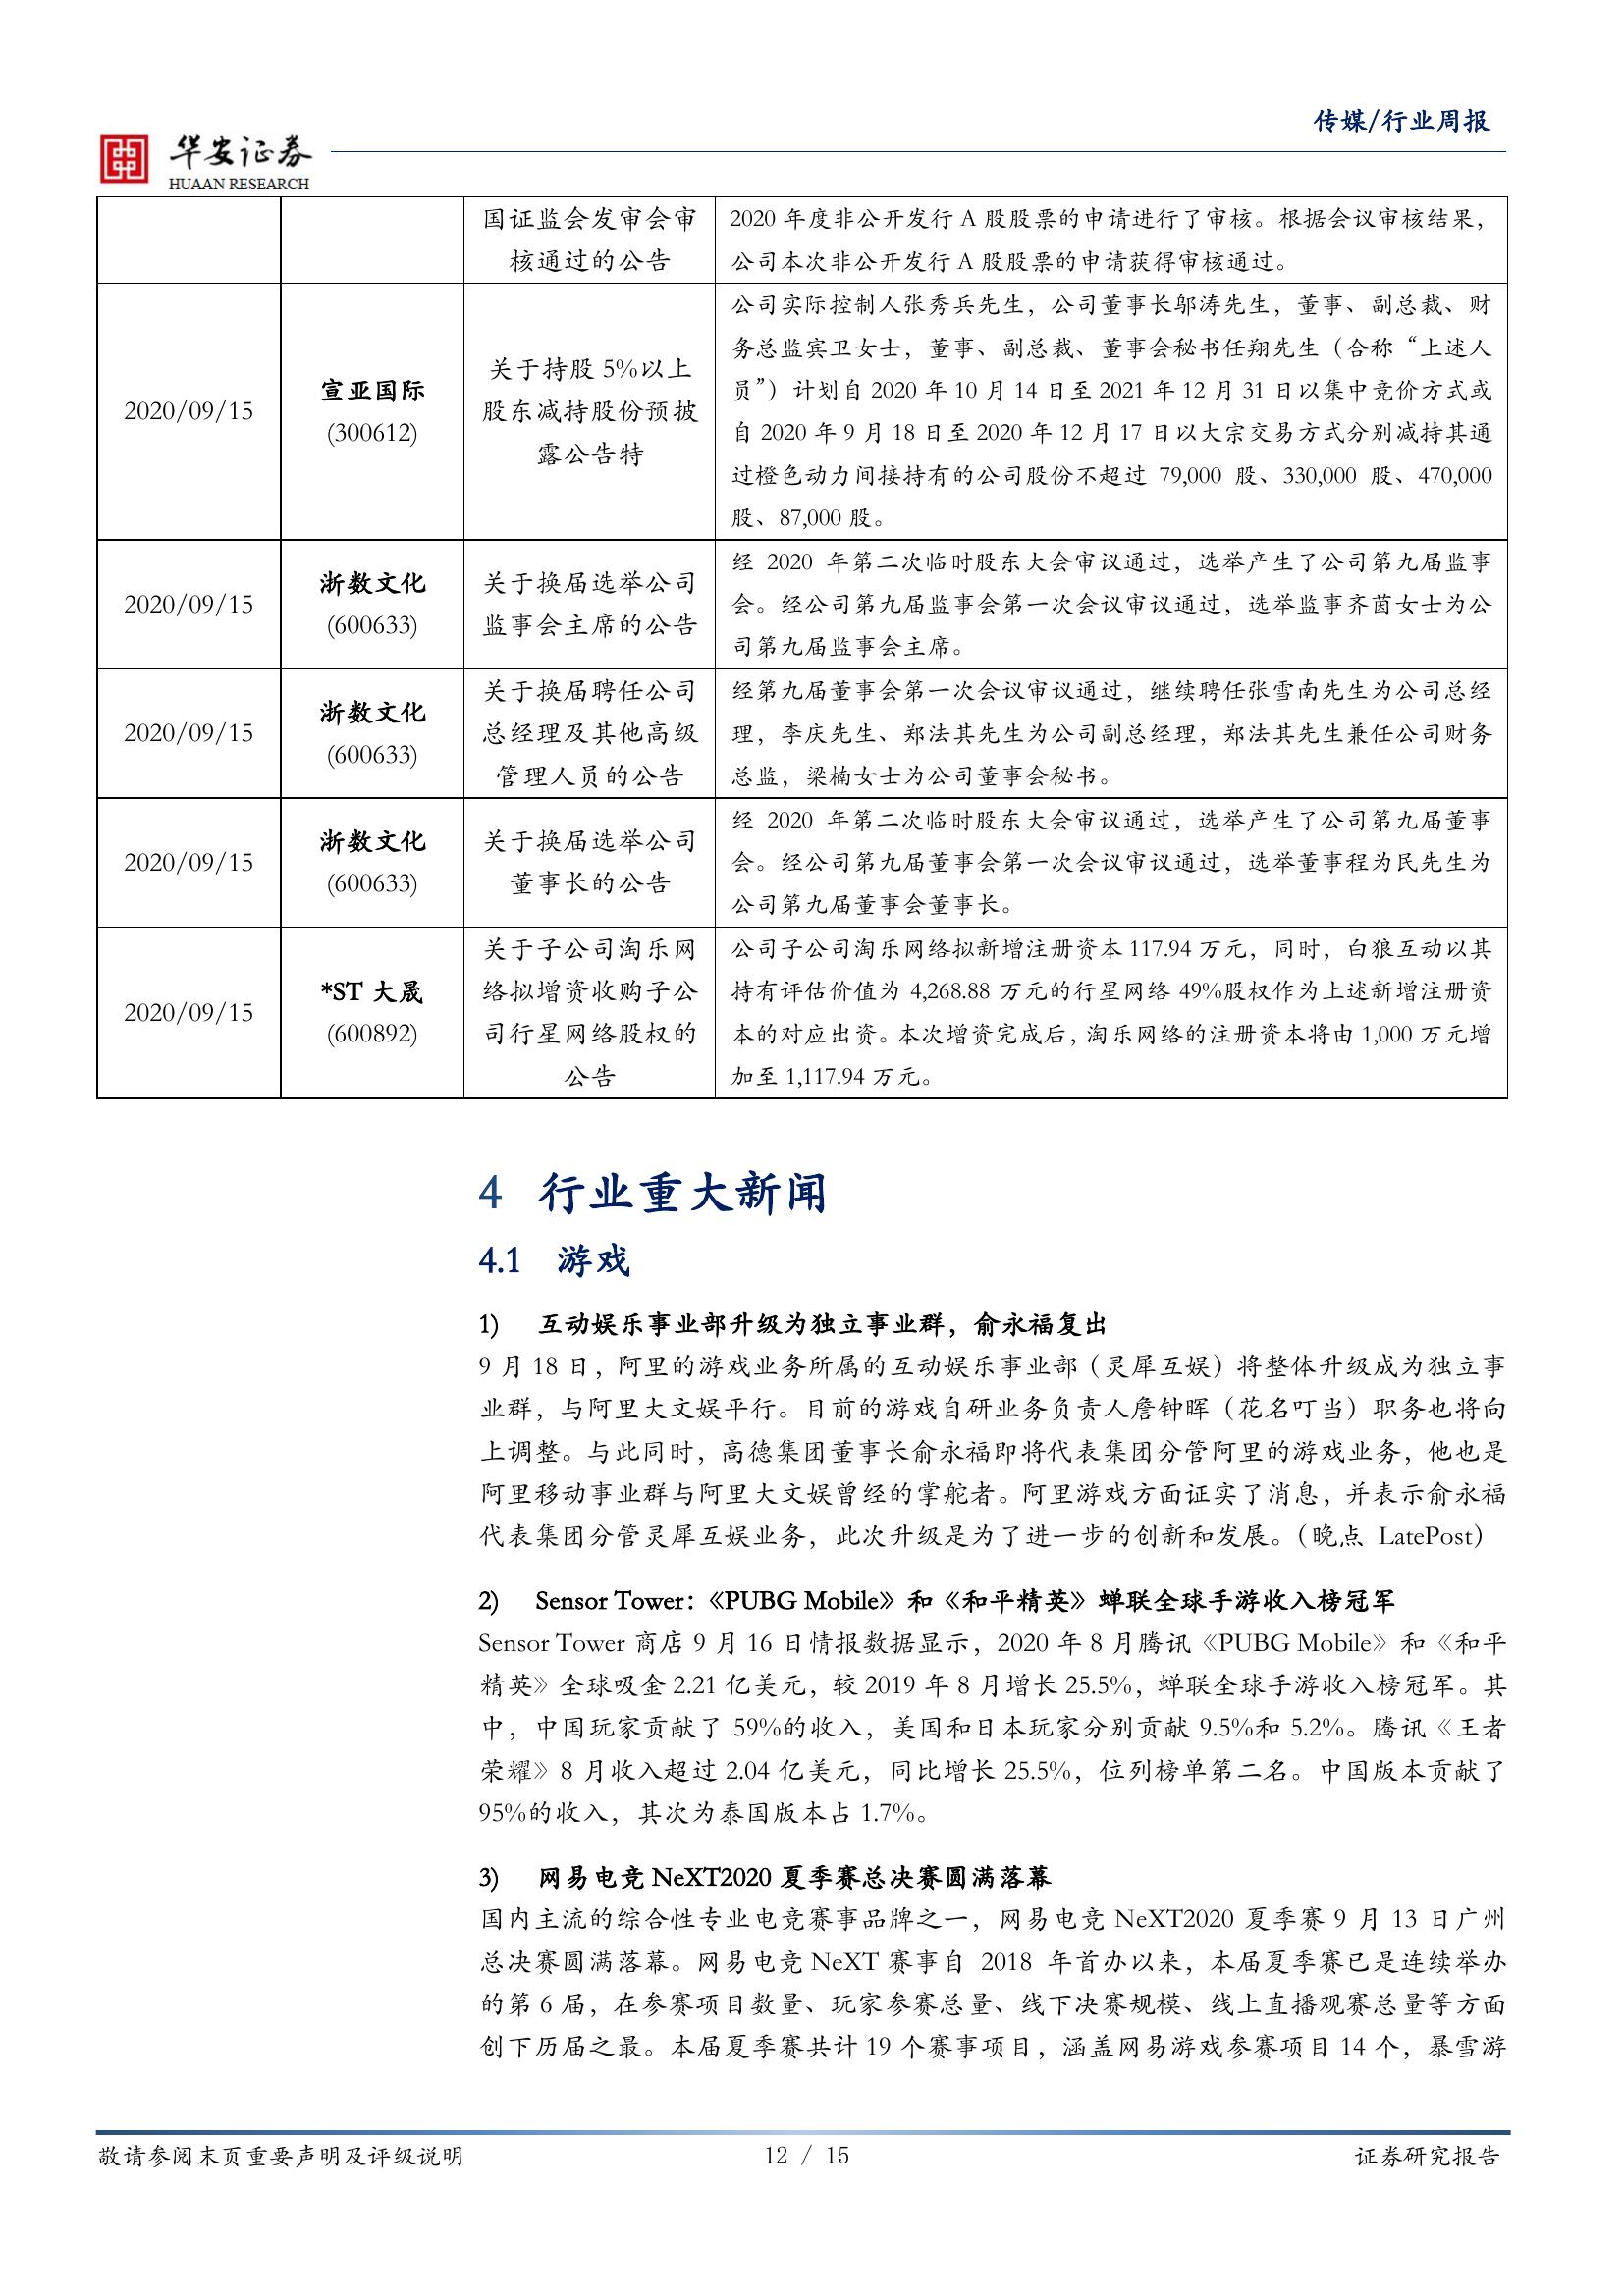 传媒/行业周报
华安证券
HUAAN RESEARCH
国证监会发审会审
核通过的公告
2020 年度非公开发行 A 股股票的申请进行了审核。根据会议审核结果，
公司本次非公开发行 A 股股票的申请获得审核通过。
2020/09/15
宣亚国际
(300612)
关于持股 5%以上
股东减持股份预披
露公告特
公司实际控制人张秀兵先生，公司董事长邬涛先生，董事、副总裁、财
务总监宾卫女士，董事、副总裁、董事会秘书任翔先生（合称“上述人
员”）计划自 2020 年 10 月 14 日至 2021 年 12 月 31 日以集中竞价方式或
自 2020 年 9 月 18 日至 2020 年 12 月 17 日以大宗交易方式分别减持其通
过橙色动力间接持有的公司股份不超过 79,000 股、330,000 股、470,000
股、87,000 股。
2020/09/15
浙数文化
(600633)
关于换届选举公司
监事会主席的公告
经 2020 年第二次临时股东大会审议通过，选举产生了公司第九届监事
会。经公司第九届监事会第一次会议审议通过，选举监事齐茵女士为公
司第九届监事会主席。
2020/09/15
浙数文化
(600633)
关于换届聘任公司
总经理及其他高级
管理人员的公告
经第九届董事会第一次会议审议通过，继续聘任张雪南先生为公司总经
理，李庆先生、郑法其先生为公司副总经理，郑法其先生兼任公司财务
总监，梁楠女士为公司董事会秘书。
2020/09/15
浙数文化
(600633)
关于换届选举公司
董事长的公告
经 2020 年第二次临时股东大会审议通过，选举产生了公司第九届董事
会。经公司第九届董事会第一次会议审议通过，选举董事程为民先生为
公司第九届董事会董事长。
2020/09/15
*ST 大晟
(600892)
关于子公司淘乐网
络拟增资收购子公
司行星网络股权的
公告
公司子公司淘乐网络拟新增注册资本 117.94 万元，同时，白狼互动以其
持有评估价值为 4,268.88 万元的行星网络 49%股权作为上述新增注册资
本的对应出资。本次增资完成后，淘乐网络的注册资本将由 1,000 万元增
加至 1,117.94 万元。
4 行业重大新闻
4.1 游戏
1) 互动娱乐事业部升级为独立事业群，俞永福复出
9 月 18 日，阿里的游戏业务所属的互动娱乐事业部（灵犀互娱）将整体升级成为独立事
业群，与阿里大文娱平行。目前的游戏自研业务负责人詹钟晖（花名叮当）职务也将向
上调整。与此同时，高德集团董事长俞永福即将代表集团分管阿里的游戏业务，他也是
阿里移动事业群与阿里大文娱曾经的掌舵者。阿里游戏方面证实了消息，并表示俞永福
代表集团分管灵犀互娱业务，此次升级是为了进一步的创新和发展。（晚点 LatePost）
2) Sensor Tower：《PUBG Mobile》和《和平精英》蝉联全球手游收入榜冠军
Sensor Tower 商店 9 月 16 日情报数据显示，2020 年 8 月腾讯《PUBG Mobile》和《和平
精英》全球吸金 2.21 亿美元，较 2019 年 8 月增长 25.5%，蝉联全球手游收入榜冠军。其
中，中国玩家贡献了 59%的收入，美国和日本玩家分别贡献 9.5%和 5.2%。腾讯《王者
荣耀》8 月收入超过 2.04 亿美元，同比增长 25.5%，位列榜单第二名。中国版本贡献了
95%的收入，其次为泰国版本占 1.7%。
3) 网易电竞 NeXT2020 夏季赛总决赛圆满落幕
国内主流的综合性专业电竞赛事品牌之一，网易电竞 NeXT2020 夏季赛 9 月 13 日广州
总决赛圆满落幕。网易电竞 NeXT 赛事自 2018 年首办以来，本届夏季赛已是连续举办
的第 6 届，在参赛项目数量、玩家参赛总量、线下决赛规模、线上直播观赛总量等方面
创下历届之最。本届夏季赛共计 19 个赛事项目，涵盖网易游戏参赛项目 14 个，暴雪游
敬请参阅末页重要声明及评级说明
12 / 15
证券研究报告